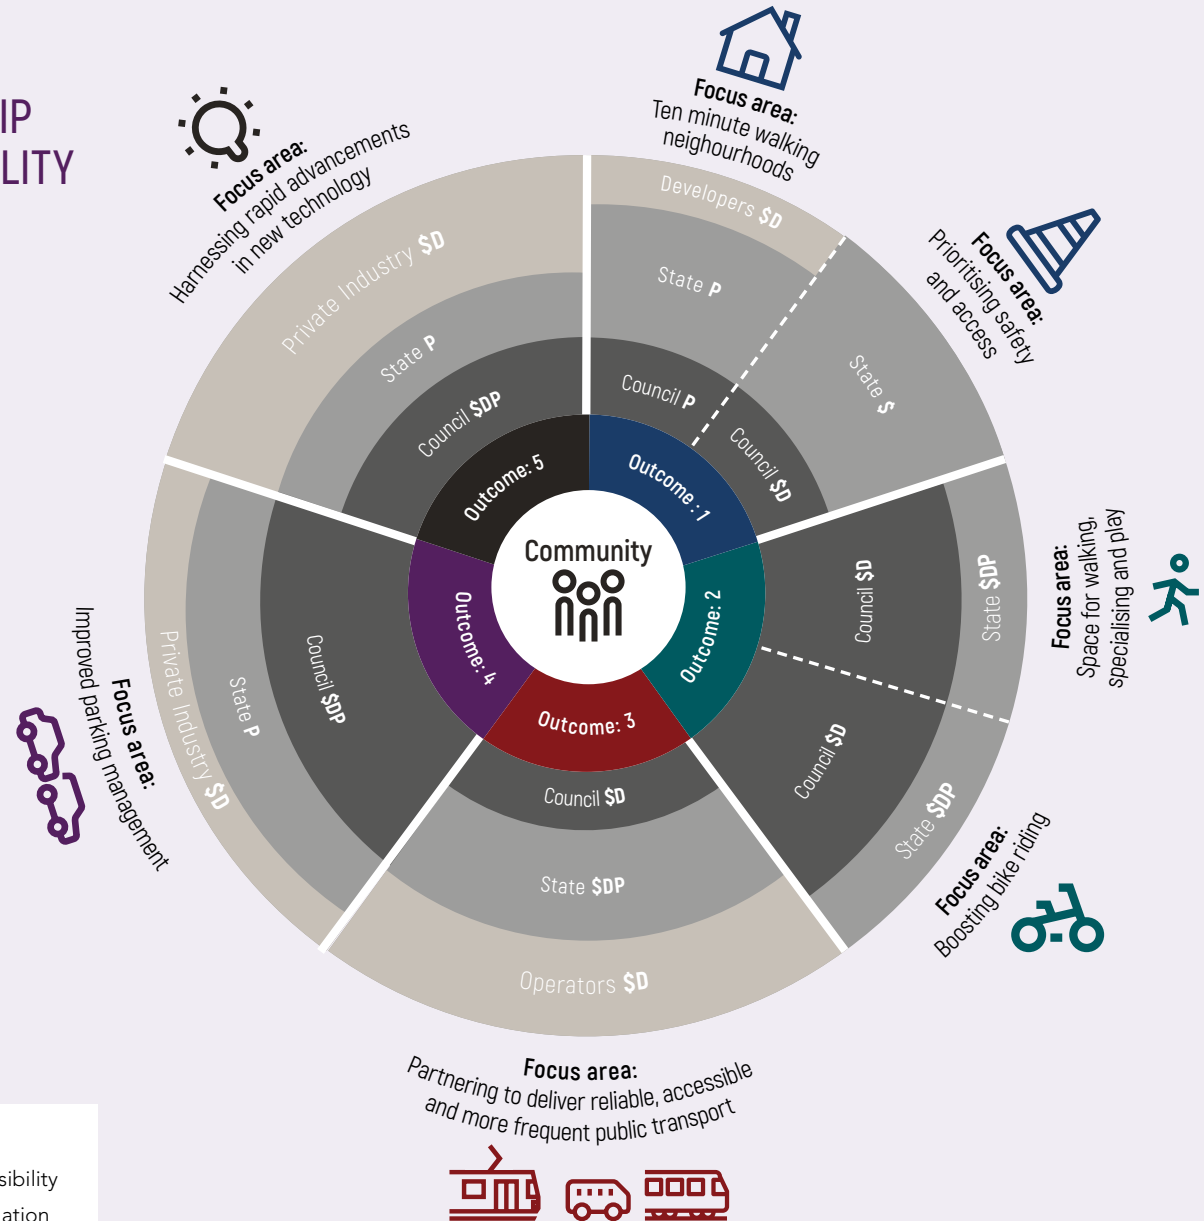 IP
LITY
Focus area:
Harnessing rapid advancements
in new technology
Focus area:
Ten minute walking
neighourhoods
Focus area:
Prioritising safety
and access
Focus area:
Space for walking,
specialising and play
Focus area:
Boosting bike riding
Focus area:
Partnering to deliver reliable, accessible
and more frequent public transport
Focus area:
Improved parking management
Private Industry $D
State P
Council $DP
Outcome: 5
Developers $D
State P
Council P
State $
Council $D
Outcome :1
Council $D
State $DP
Council $D
State $DP
Outcome: 2
Outcome: 3
Council $D
State $DP
Operators $D
Outcome: 4
Council $DP
State P
Private Industry $D
Community
sibility
ation